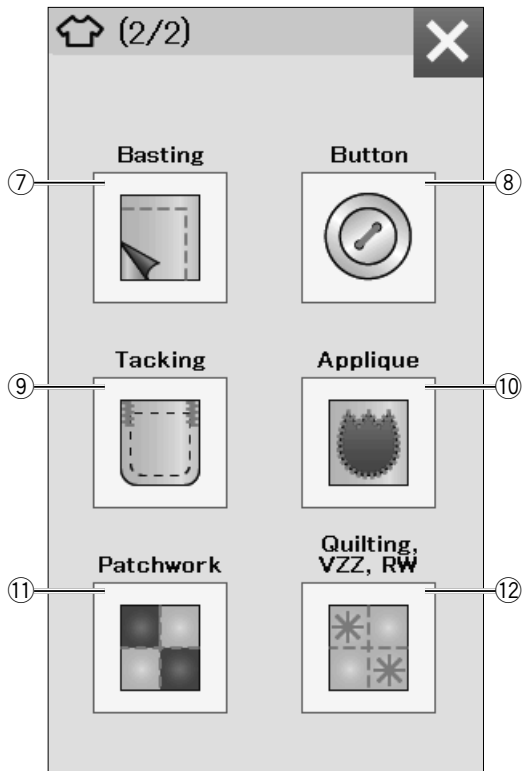 (2/2)
Basting
Button
⑦
⑧
Tacking
Applique
⑨
⑩
Patchwork
Quilting,
VZZ, RW
⑪
⑫